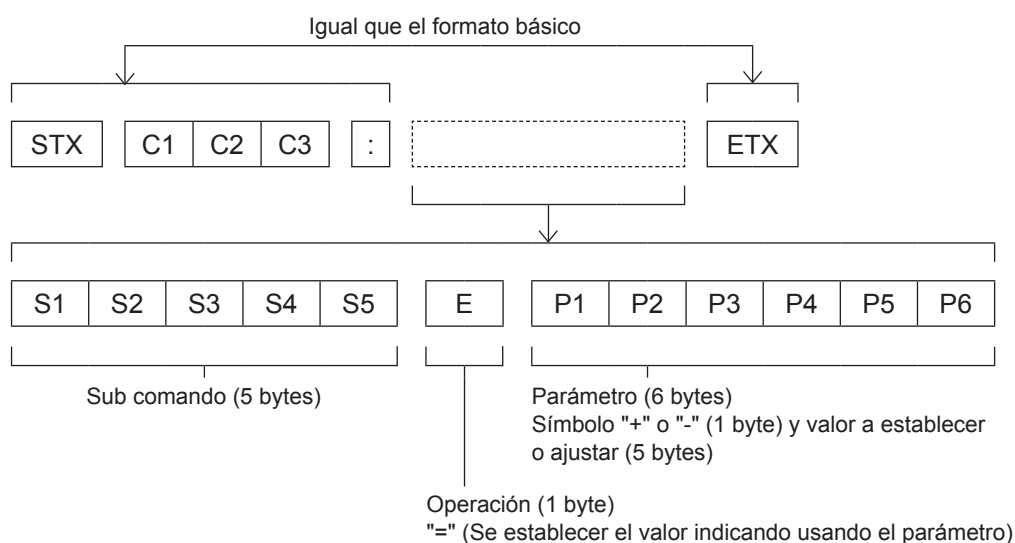 Igual que el formato básico
STX C1 C2 C3 : ETX
S1 S2 S3 S4 S5 E P1 P2 P3 P4 P5 P6
Sub comando (5 bytes)
Parámetro (6 bytes)
Símbolo "+" o "-" (1 byte) y valor a establecer
o ajustar (5 bytes)
Operación (1 byte)
"=" (Se establecer el valor indicando usando el parámetro)